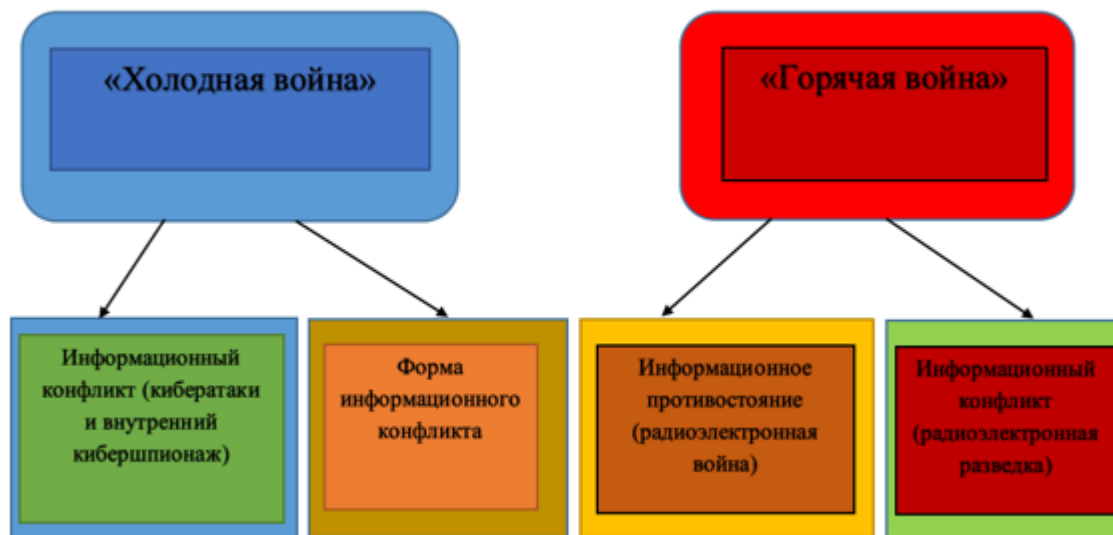 «Холодная война»
«Горячая война»
Информационный
конфликт (кибератаки
и внутренний
кибершпионаж)
Форма
информационного
конфликта
Информационное
противостояние
(радиоэлектронная
война)
Информационный
конфликт
(радиоэлектронная
разведка)